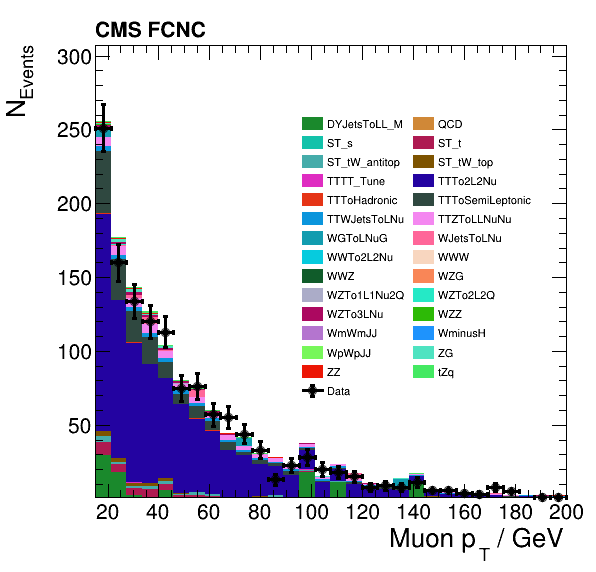 CMS FCNC
N Events
300
250
200
150
100
50
DYJetsToLL_M QCD
ST_s ST_t
ST_tW_antitop ST_tW_top
TTTT_Tune TTTo2L2Nu
TTToHadronic TTToSemiLeptonic
TTWJetsToLNu TTZToLLNuNu
WGToLNuG WJetsToLNu
WWTo2L2Nu WWW
WWZ WZG
WZTo1L1Nu2Q WZTo2L2Q
WZTo3LNu WZZ
WmWmJJ WminusH
WpWpJJ ZG
ZZ tZq
Data
20 40 60 80 100 120 140 160 180 200
Muon p T / GeV